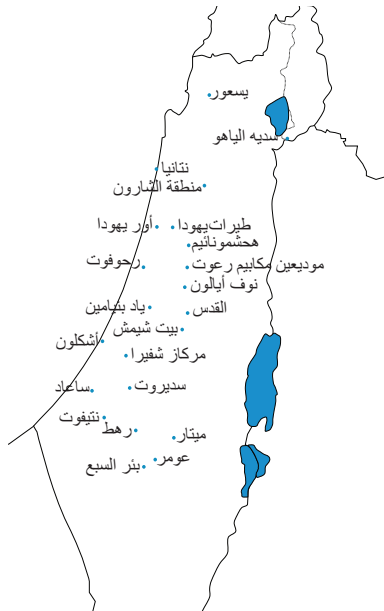 يسعور
سديه الياهو
نتانيا
منطقة الشارون
طيرات يهودا
أور يهودا
هحشمونائيم
موديعين مكابيم رعوت
رحوفوت
نوف أيالون
ياد بنيامين
القدس
بيت شيمش
أشكلون
مركاز شفيرا
سديروت
ساعاد
نتيفوت
رهط
ميتار
عومر
بئر السبع